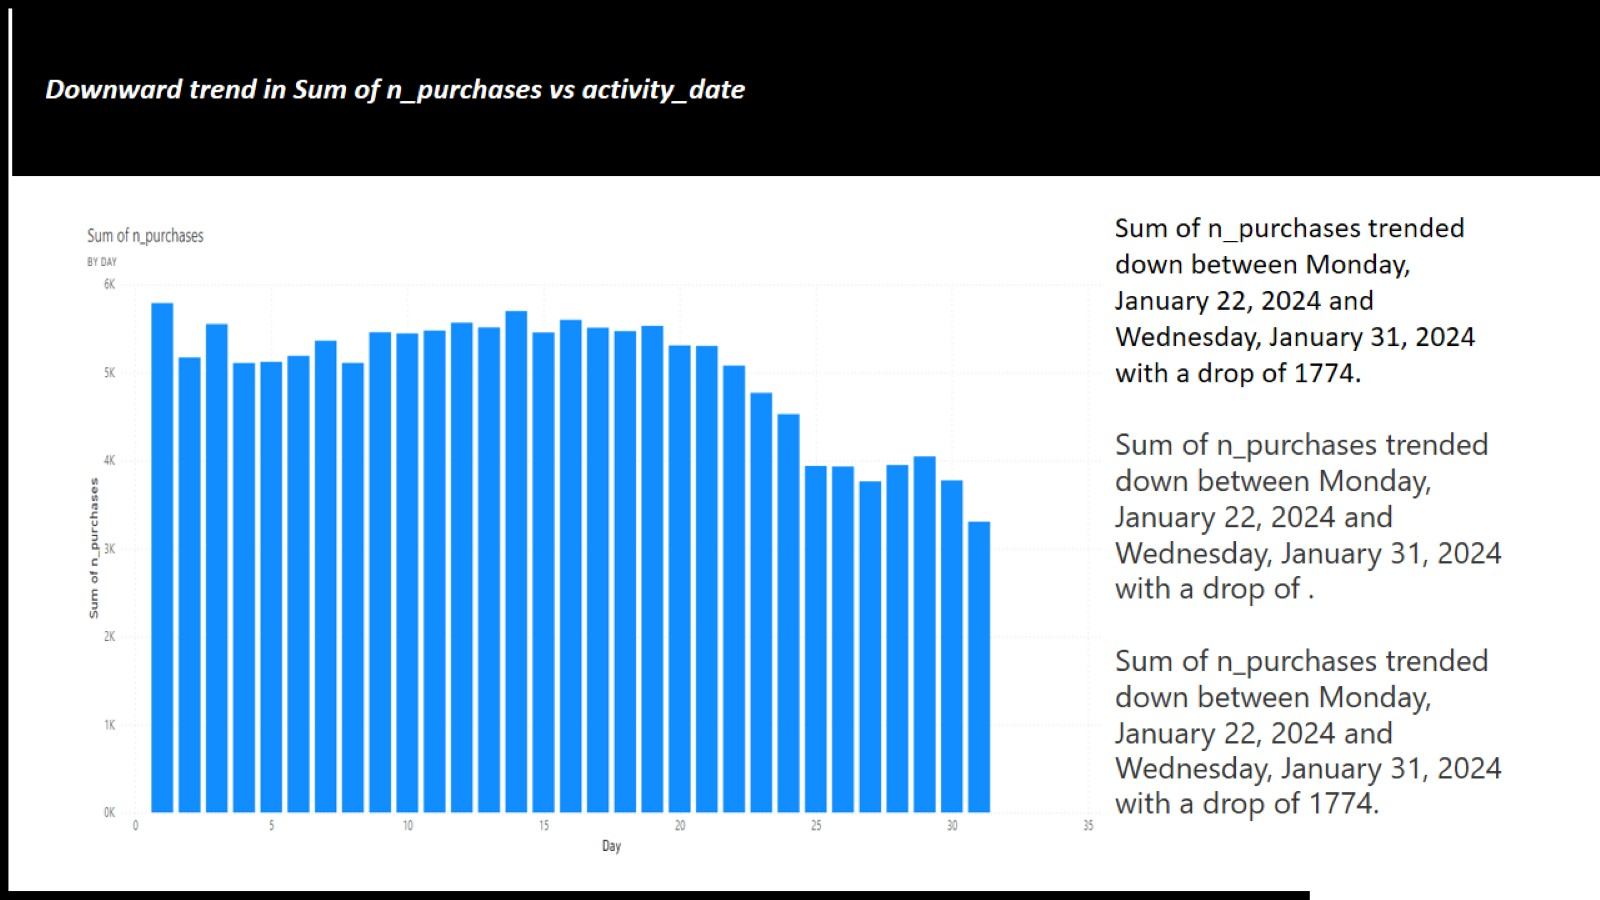 Downward trend in Sum of n_purchases vs activity_date
Sum of n_purchases
BY DAY
6K
5K
4K
3K
2K
1K
0K
Sum of n_purchases
0 5 10 15 20 25 30 35
Day
Sum of n_purchases trended
down between Monday,
January 22, 2024 and
Wednesday, January 31, 2024
with a drop of 1774.
Sum of n_purchases trended
down between Monday,
January 22, 2024 and
Wednesday, January 31, 2024
with a drop of .
Sum of n_purchases trended
down between Monday,
January 22, 2024 and
Wednesday, January 31, 2024
with a drop of 1774.